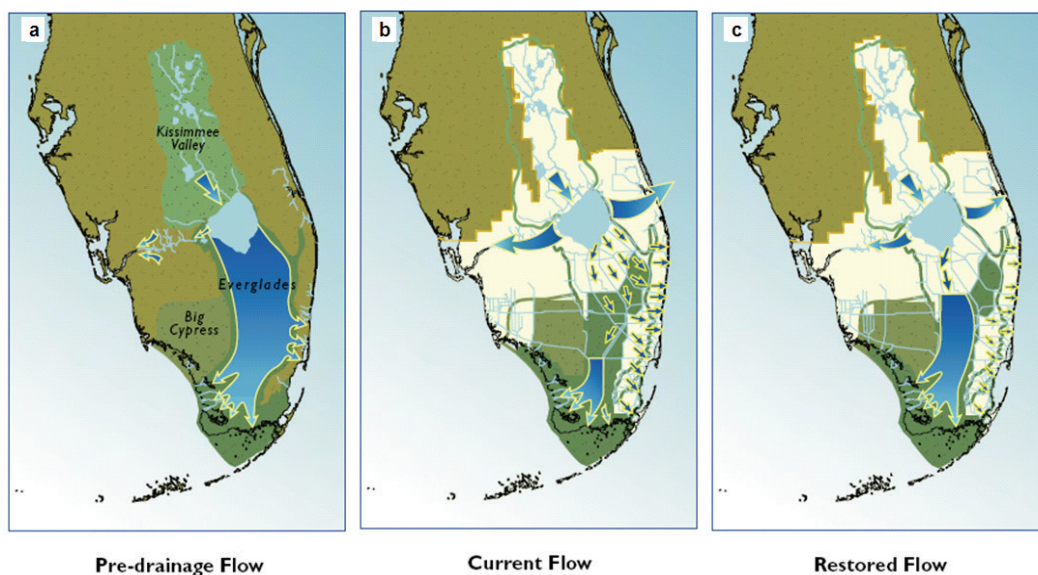 a
Kissimmee
Valley
Everglades
Big
Cypress
b
c
Pre-drainage Flow
Current Flow
Restored Flow